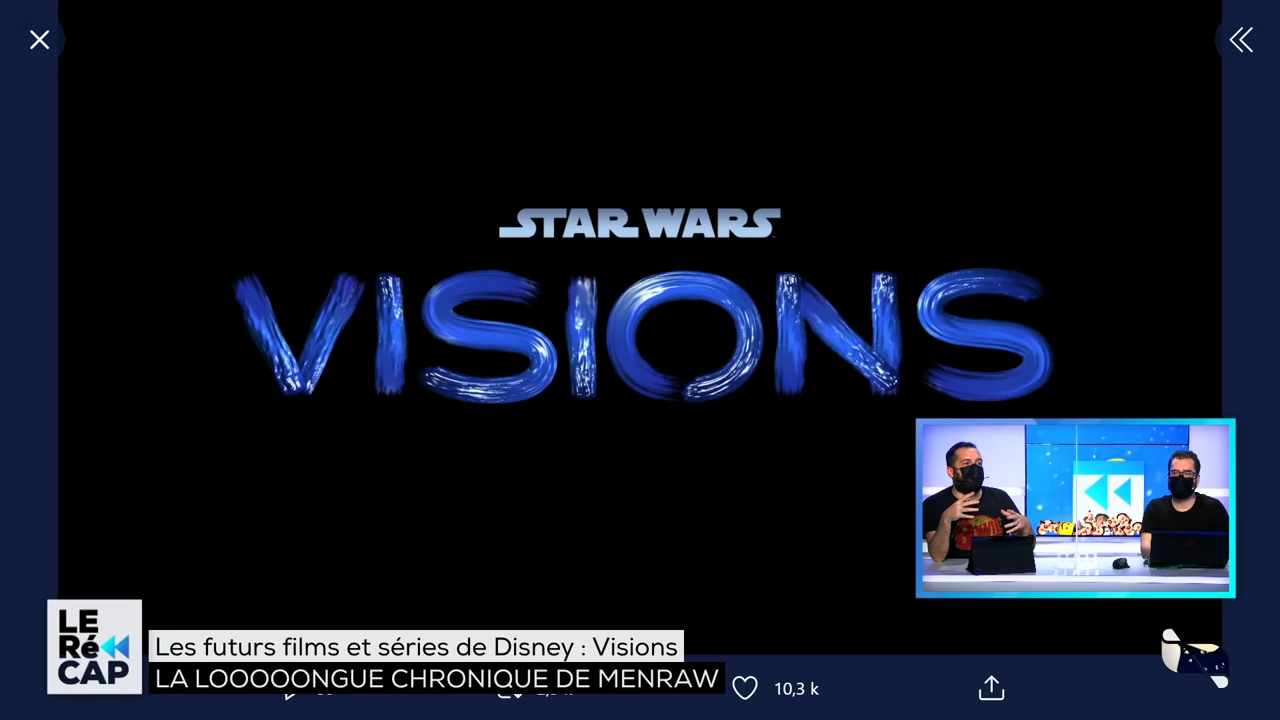 STAR WARS
VISIONS
LE
Ré
CAP
Les futurs films et séries de Disney : Visions
LA LOOOOONGUE CHRONIQUE DE MENRAW
10,3 k